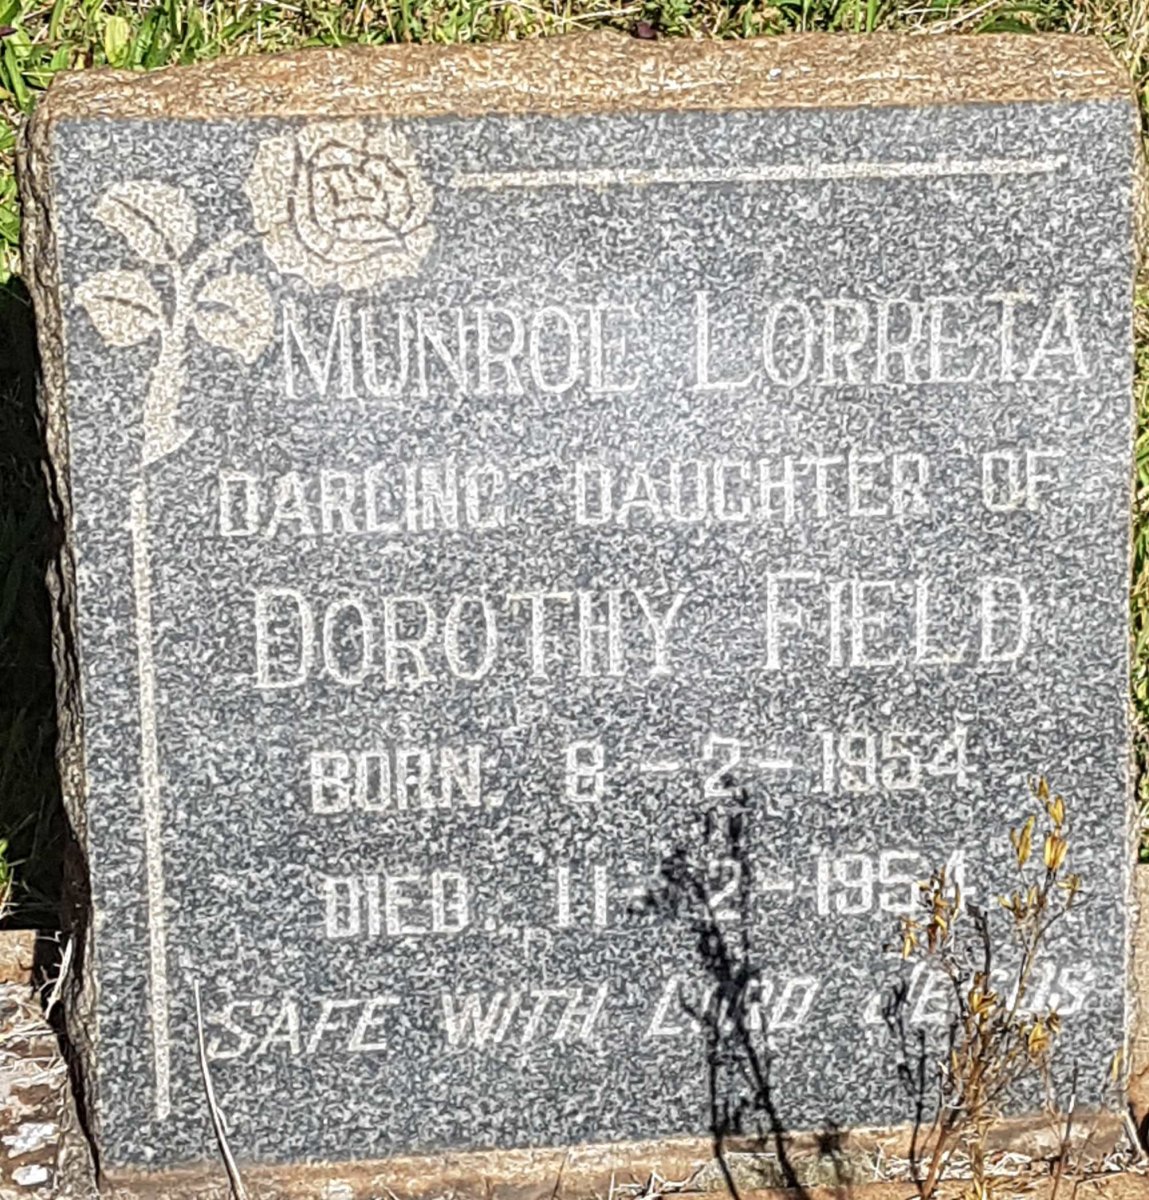 MUNROE LORRETA
DARLING DAUGHTER OF
DOROTHY FIELD
BORN. 8-2-1954
DIED. 11-2-1954
SAFE WITH LORD JESUS